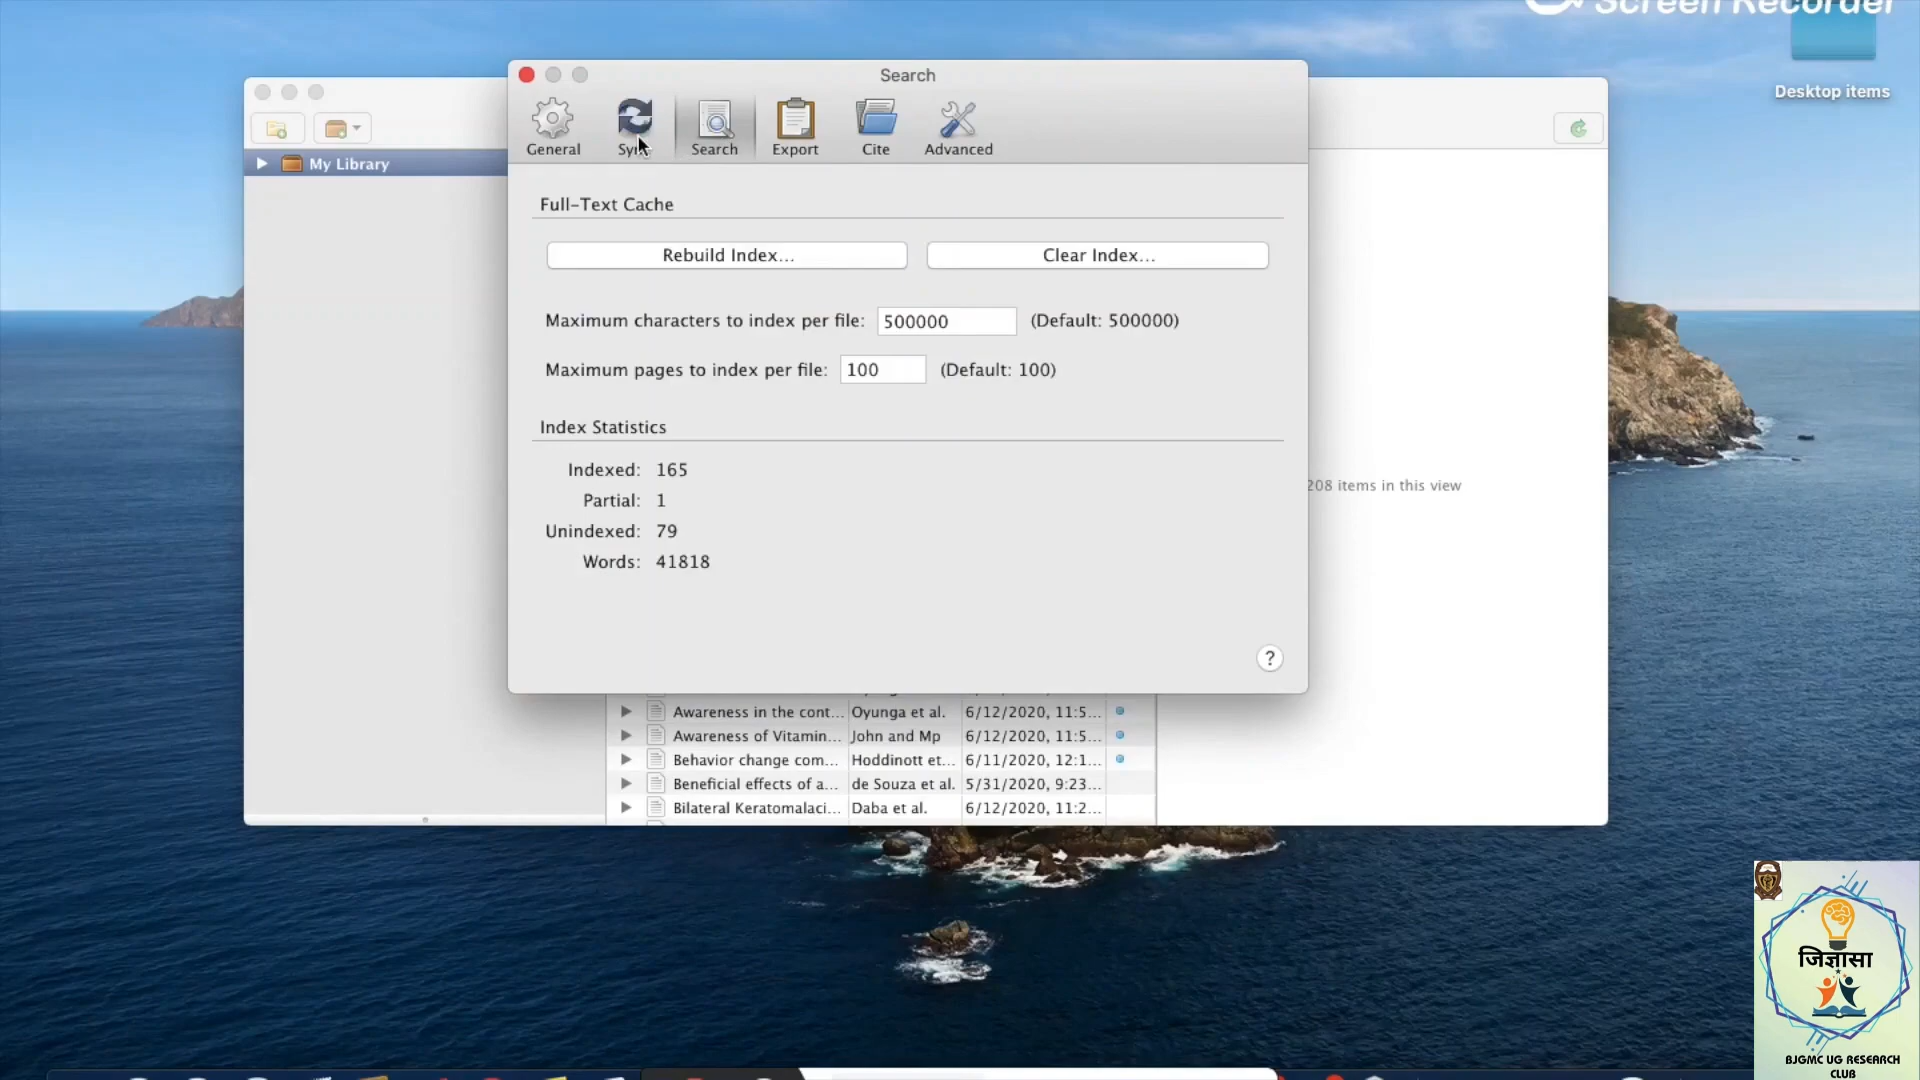 Screen Recorder
Desktop items
Search
General
Sync
Search
Export
Cite
Advanced
My Library
Full-Text Cache
Rebuild Index...
Clear Index...
Maximum characters to index per file: 500000 (Default: 500000)
Maximum pages to index per file: 100 (Default: 100)
Index Statistics
Indexed: 165
Partial: 1
Unindexed: 79
Words: 41818
?
208 items in this view
Awareness in the cont... Oyunga et al. 6/12/2020, 11:5...
Awareness of Vitamin... John and Mp 6/12/2020, 11:5...
Behavior change com... Hoddinott et... 6/11/2020, 12:1...
Beneficial effects of a... de Souza et al. 5/31/2020, 9:23...
Bilateral Keratomalaci... Daba et al. 6/12/2020, 11:2...
जिज्ञासा
BJGMC UG RESEARCH
CLUB